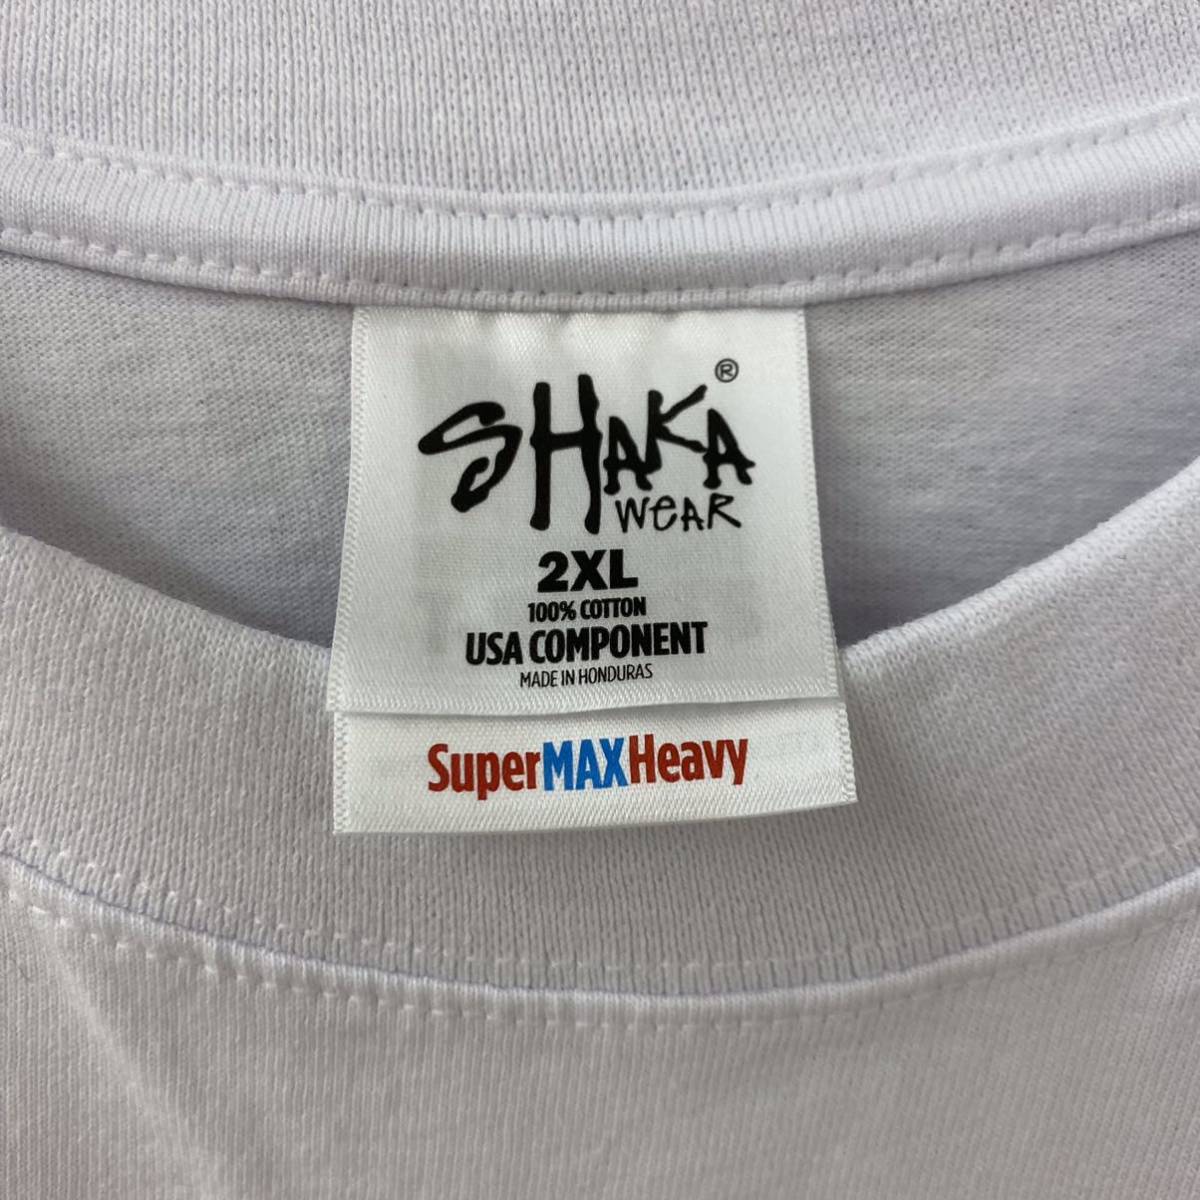 SHAKA ®
WEAR
2XL
100% COTTON
USA COMPONENT
MADE IN HONDURAS
SuperMAXHeavy